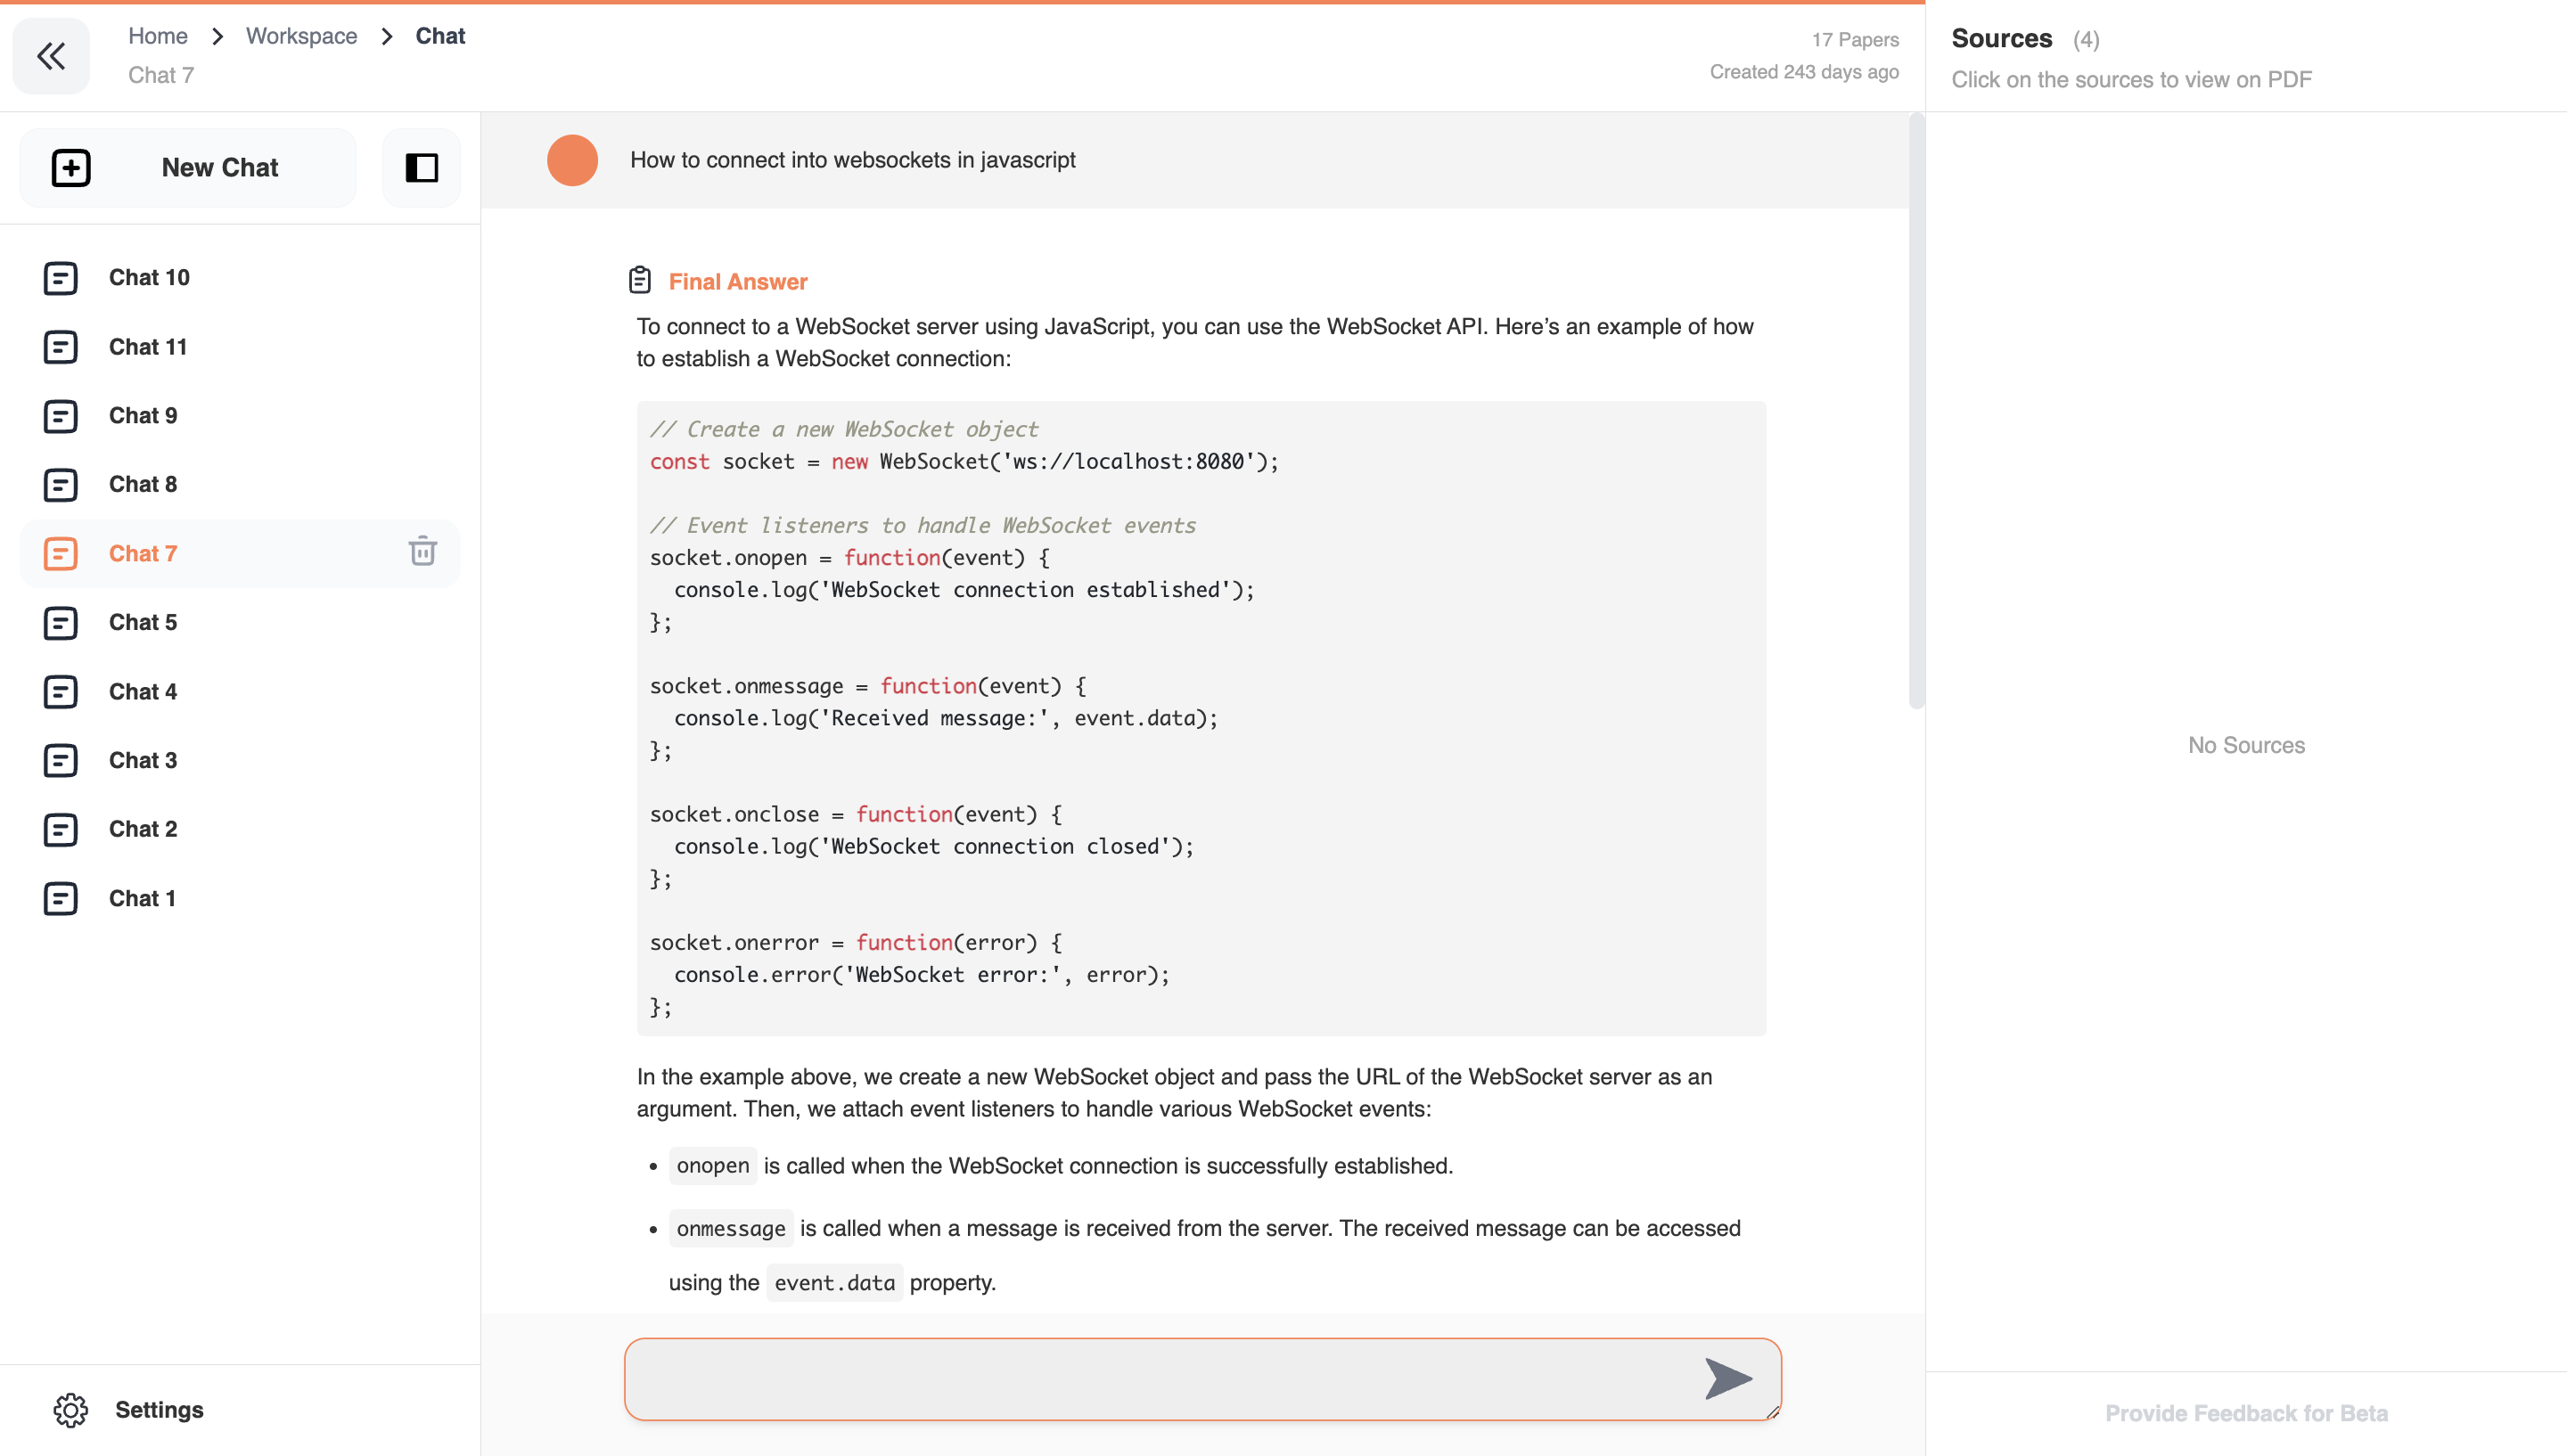 Home > Workspace > Chat
Chat 7
17 Papers
Created 243 days ago
New Chat
Chat 10
Chat 11
Chat 9
Chat 8
Chat 7
Chat 5
Chat 4
Chat 3
Chat 2
Chat 1
Settings
How to connect into websockets in javascript
Final Answer
To connect to a WebSocket server using JavaScript, you can use the WebSocket API. Here’s an example of how
to establish a WebSocket connection:
// Create a new WebSocket object
const socket = new WebSocket('ws://localhost:8080');
// Event listeners to handle WebSocket events
socket.onopen = function(event) {
  console.log('WebSocket connection established');
};
socket.onmessage = function(event) {
  console.log('Received message:', event.data);
};
socket.onclose = function(event) {
  console.log('WebSocket connection closed');
};
socket.onerror = function(error) {
  console.error('WebSocket error:', error);
};
In the example above, we create a new WebSocket object and pass the URL of the WebSocket server as an
argument. Then, we attach event listeners to handle various WebSocket events:
• onopen is called when the WebSocket connection is successfully established.
• onmessage is called when a message is received from the server. The received message can be accessed
using the event.data property.
Sources (4)
Click on the sources to view on PDF
No Sources
Provide Feedback for Beta